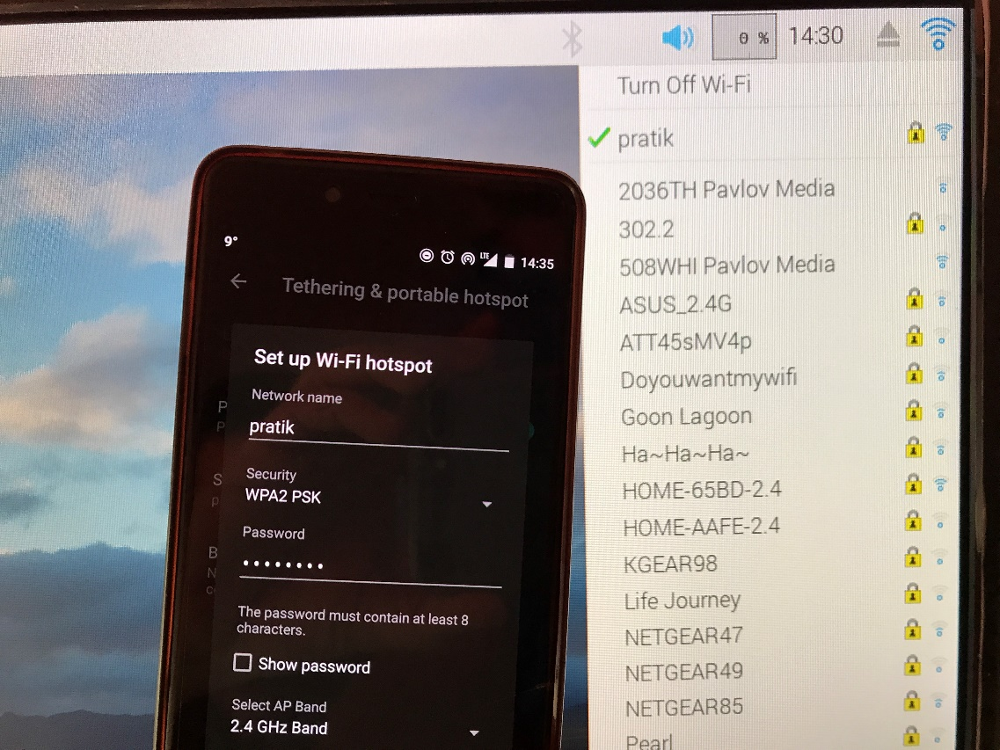 0 %
14:30
Turn Off Wi-Fi
pratik
2036TH Pavlov Media
302.2
508WHI Pavlov Media
ASUS_2.4G
ATT45sMV4p
Doyouwantmywifi
Goon Lagoon
Ha~Ha~Ha~
HOME-65BD-2.4
HOME-AAFE-2.4
KGEAR98
Life Journey
NETGEAR47
NETGEAR49
NETGEAR85
Pearl
9°
LTE
14:35
Tethering & portable hotspot
Set up Wi-Fi hotspot
Network name
pratik
Security
WPA2 PSK
Password
••••••••
The password must contain at least 8
characters.
Show password
Select AP Band
2.4 GHz Band